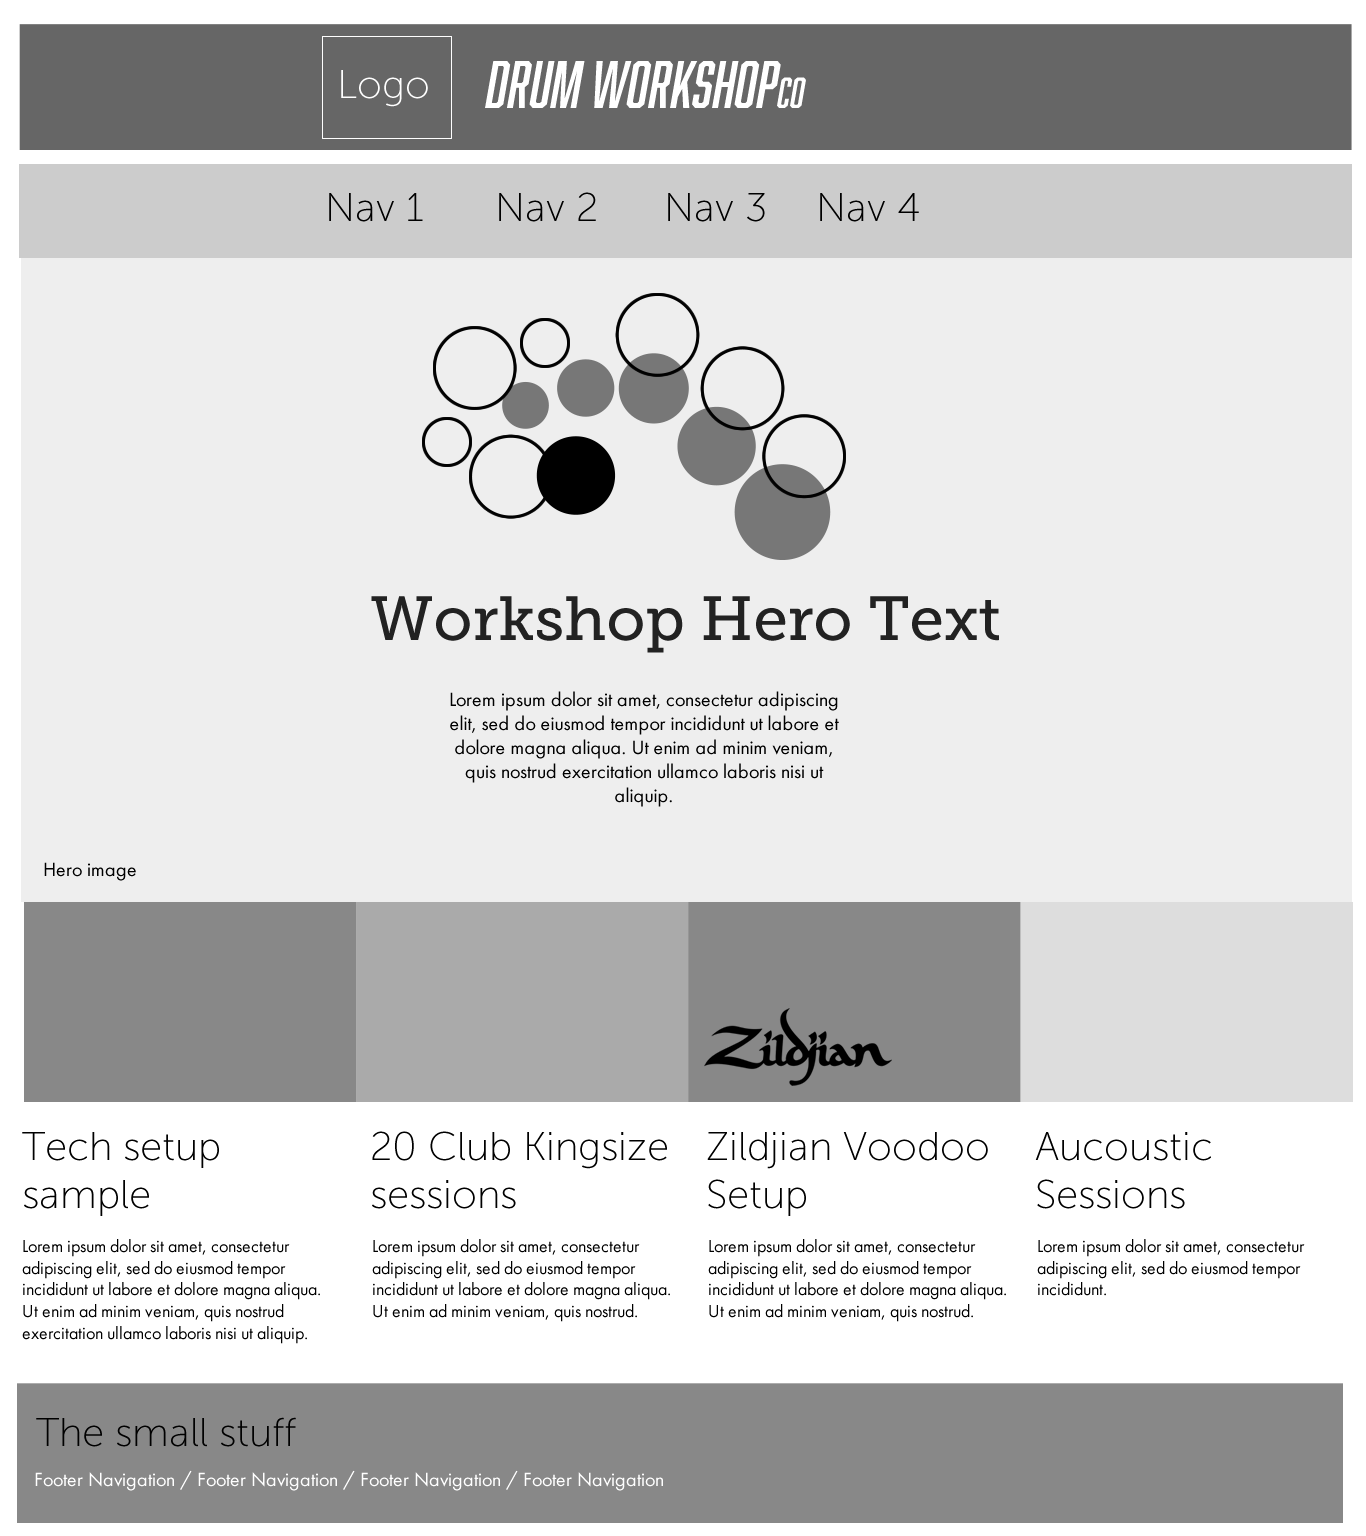 Logo
DRUM WORKSHOPCO
Nav 1 Nav 2 Nav 3 Nav 4
Workshop Hero Text
Lorem ipsum dolor sit amet, consectetur adipiscing
elit, sed do eiusmod tempor incididunt ut labore et
dolore magna aliqua. Ut enim ad minim veniam,
quis nostrud exercitation ullamco laboris nisi ut
aliquip.
Hero image
Zildjian
Tech setup
sample
Lorem ipsum dolor sit amet, consectetur
adipiscing elit, sed do eiusmod tempor
incididunt ut labore et dolore magna aliqua.
Ut enim ad minim veniam, quis nostrud
exercitation ullamco laboris nisi ut aliquip.
20 Club Kingsize
sessions
Lorem ipsum dolor sit amet, consectetur
adipiscing elit, sed do eiusmod tempor
incididunt ut labore et dolore magna aliqua.
Ut enim ad minim veniam, quis nostrud.
Zildjian Voodoo
Setup
Lorem ipsum dolor sit amet, consectetur
adipiscing elit, sed do eiusmod tempor
incididunt ut labore et dolore magna aliqua.
Ut enim ad minim veniam, quis nostrud.
Aucoustic
Sessions
Lorem ipsum dolor sit amet, consectetur
adipiscing elit, sed do eiusmod tempor
incididunt.
The small stuff
Footer Navigation / Footer Navigation / Footer Navigation / Footer Navigation